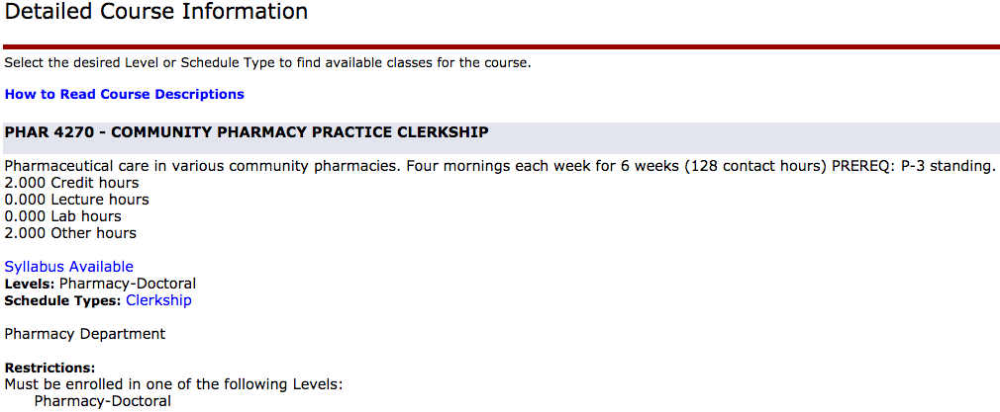 Detailed Course Information
Select the desired Level or Schedule Type to find available classes for the course.
How to Read Course Descriptions
PHAR 4270 - COMMUNITY PHARMACY PRACTICE CLERKSHIP
Pharmaceutical care in various community pharmacies. Four mornings each week for 6 weeks (128 contact hours) PREREQ: P-3 standing.
2.000 Credit hours
0.000 Lecture hours
0.000 Lab hours
2.000 Other hours
Syllabus Available
Levels: Pharmacy-Doctoral
Schedule Types: Clerkship
Pharmacy Department
Restrictions:
Must be enrolled in one of the following Levels:
Pharmacy-Doctoral